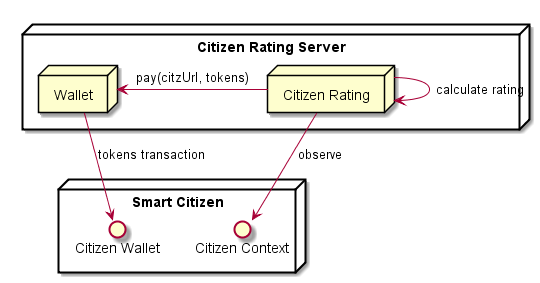 Citizen Rating Server
Wallet
pay(citzUrl, tokens)
Citizen Rating
calculate rating
tokens transaction
observe
Smart Citizen
Citizen Wallet
Citizen Context